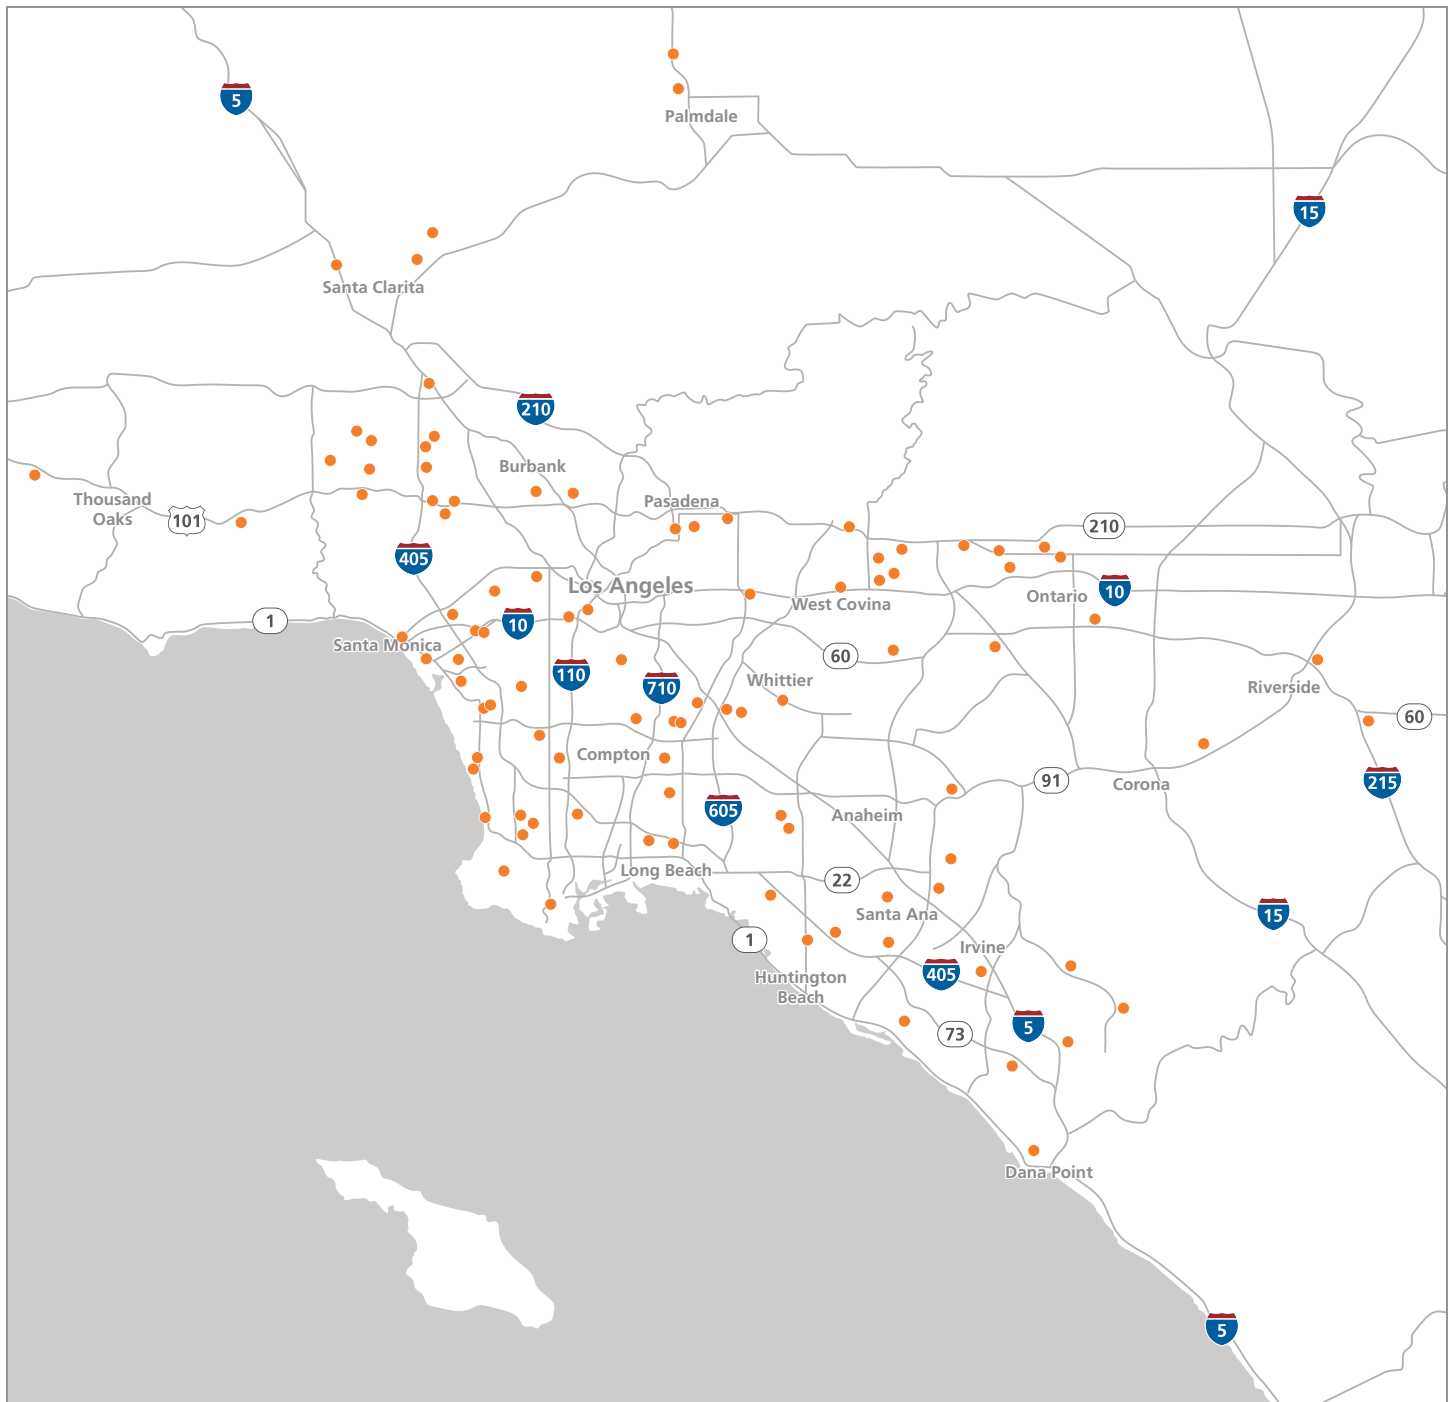 5
Palmdale
15
Santa Clarita
210
Burbank
Thousand
Oaks
101
Pasadena
210
405
Los Angeles
10
Ontario
10
West Covina
1
Santa Monica
60
110
710
Whittier
Riverside
60
Compton
91
Corona
215
605
Anaheim
Long Beach
22
Santa Ana
15
1
Irvine
405
Huntington
Beach
5
73
Dana Point
5